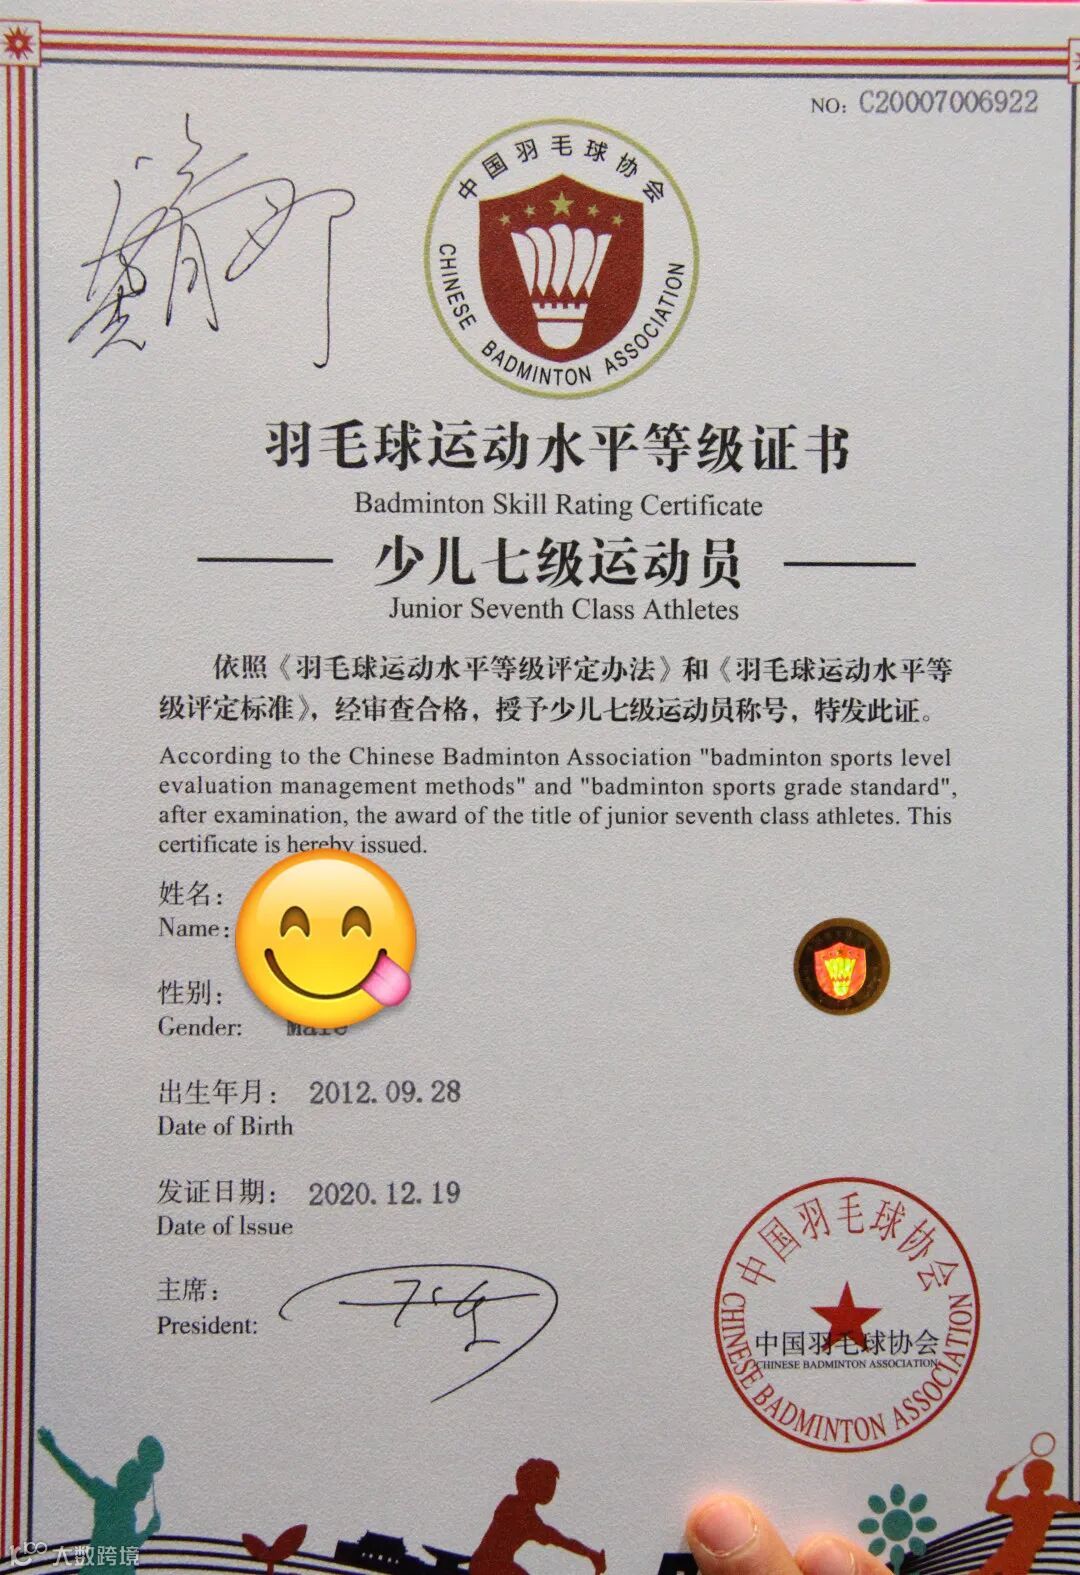 NO: C20007006922
中国羽毛球协会
CHINESE BADMINTON ASSOCIATION
羽毛球运动水平等级证书
Badminton Skill Rating Certificate
少儿七级运动员
Junior Seventh Class Athletes
依照《羽毛球运动水平等级评定办法》和《羽毛球运动水平等
级评定标准》，经审查合格，授予少儿七级运动员称号，特发此证。
According to the Chinese Badminton Association "badminton sports level
evaluation management methods" and "badminton sports grade standard",
after examination, the award of the title of junior seventh class athletes. This
certificate is hereby issued.
姓名：
Name:
性别：
Gender: Male
出生年月： 2012.09.28
Date of Birth
发证日期： 2020.12.19
Date of Issue
主席：
President:
中国羽毛球协会
CHINESE BADMINTON ASSOCIATION
中国羽毛球协会
CHINESE BADMINTON ASSOCIATION
大数跨境